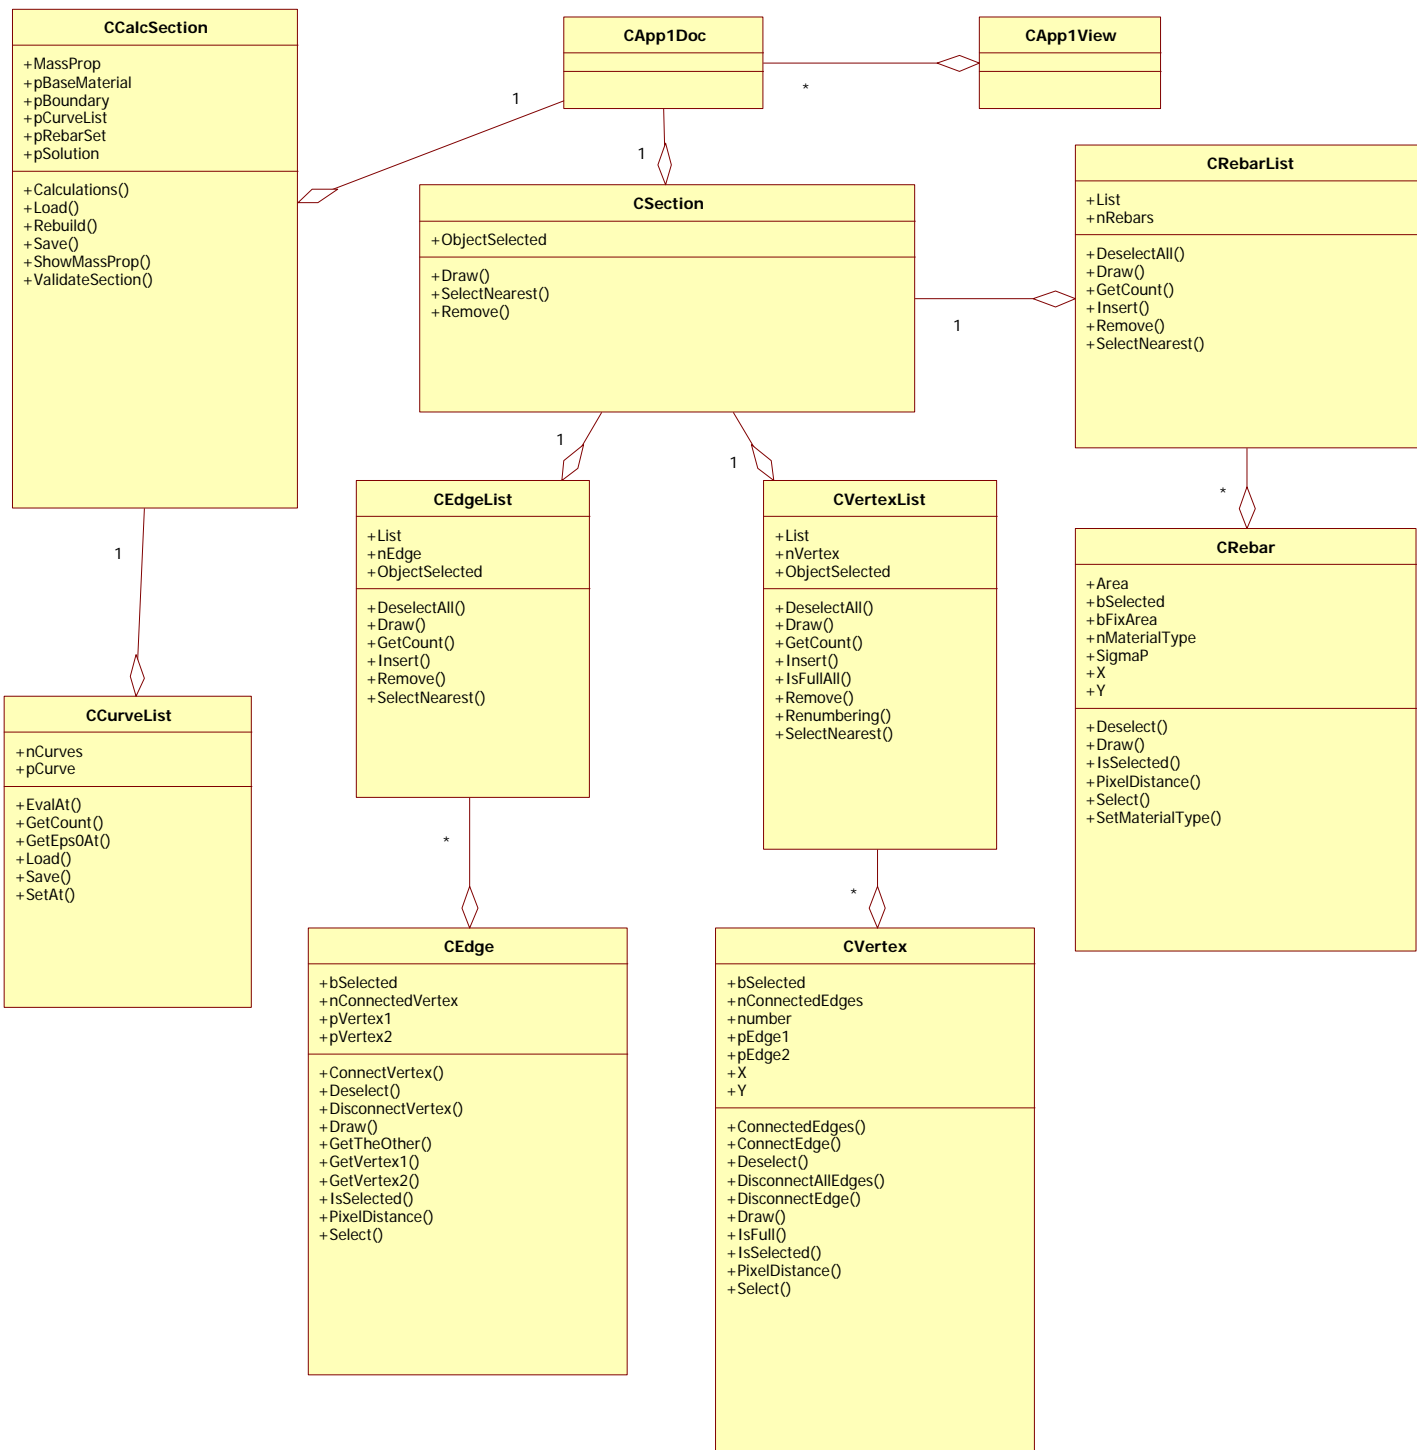 CCalcSection
+MassProp
+pBaseMaterial
+pBoundary
+pCurveList
+pRebarSet
+pSolution
+Calculations()
+Load()
+Rebuild()
+Save()
+ShowMassProp()
+ValidateSection()
CApp1Doc
CApp1View
*
1
1
CSection
+ObjectSelected
+Draw()
+SelectNearest()
+Remove()
CRebarList
+List
+nRebars
+DeselectAll()
+Draw()
+GetCount()
+Insert()
+Remove()
+SelectNearest()
1
1
1
CEdgeList
+List
+nEdge
+ObjectSelected
+DeselectAll()
+Draw()
+GetCount()
+Insert()
+Remove()
+SelectNearest()
CVertexList
+List
+nVertex
+ObjectSelected
+DeselectAll()
+Draw()
+GetCount()
+Insert()
+IsFullAll()
+Remove()
+Renumbering()
+SelectNearest()
*
CRebar
+Area
+bSelected
+bFixArea
+nMaterialType
+SigmaP
+X
+Y
+Deselect()
+Draw()
+IsSelected()
+PixelDistance()
+Select()
+SetMaterialType()
1
CCurveList
+nCurves
+pCurve
+EvalAt()
+GetCount()
+GetEps0At()
+Load()
+Save()
+SetAt()
*
CEdge
+bSelected
+nConnectedVertex
+pVertex1
+pVertex2
+ConnectVertex()
+Deselect()
+DisconnectVertex()
+Draw()
+GetTheOther()
+GetVertex1()
+GetVertex2()
+IsSelected()
+PixelDistance()
+Select()
*
CVertex
+bSelected
+nConnectedEdges
+number
+pEdge1
+pEdge2
+X
+Y
+ConnectedEdges()
+ConnectEdge()
+Deselect()
+DisconnectAllEdges()
+DisconnectEdge()
+Draw()
+IsFull()
+IsSelected()
+PixelDistance()
+Select()